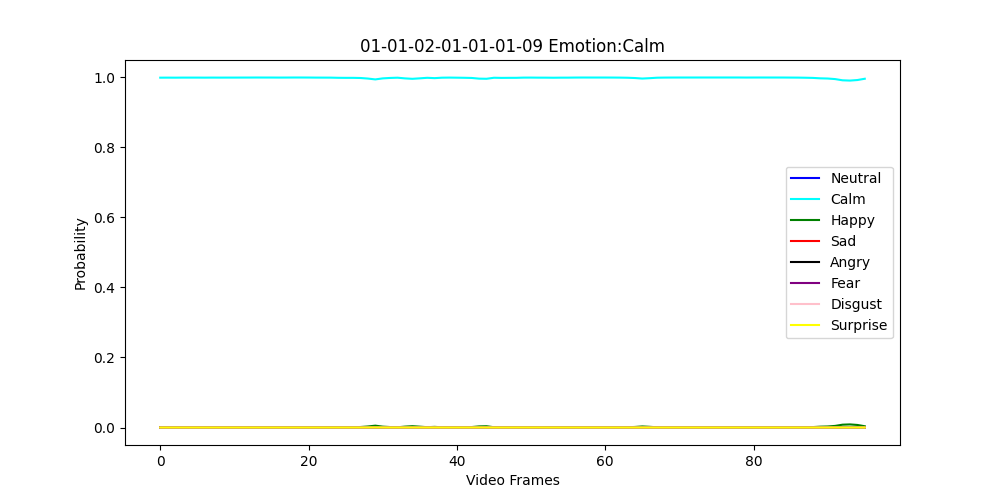 01-01-02-01-01-01-09 Emotion:Calm
1.0
0.8
0.6
0.4
0.2
0.0
Probability
0
20
40
60
80
Video Frames
Neutral
Calm
Happy
Sad
Angry
Fear
Disgust
Surprise